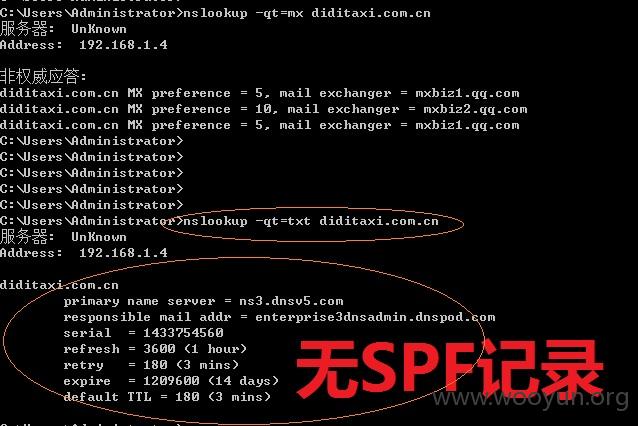 C:\Users\Administrator>nslookup -qt=mx diditaxi.com.cn
服务器:  UnKnown
Address:  192.168.1.4
非权威应答:
diditaxi.com.cn MX preference = 5, mail exchanger = mxbiz1.qq.com
diditaxi.com.cn MX preference = 10, mail exchanger = mxbiz2.qq.com
diditaxi.com.cn MX preference = 5, mail exchanger = mxbiz1.qq.com
C:\Users\Administrator>
C:\Users\Administrator>
C:\Users\Administrator>
C:\Users\Administrator>
C:\Users\Administrator>
C:\Users\Administrator>nslookup -qt=txt diditaxi.com.cn
服务器:  UnKnown
Address:  192.168.1.4
diditaxi.com.cn
primary name server = ns3.dnsv5.com
responsible mail addr = enterprise3dnsadmin.dnspod.com
serial  = 1433754560
refresh = 3600 (1 hour)
retry   = 180 (3 mins)
expire  = 1209600 (14 days)
default TTL = 180 (3 mins)
无SPF记录
www.wooyun.org